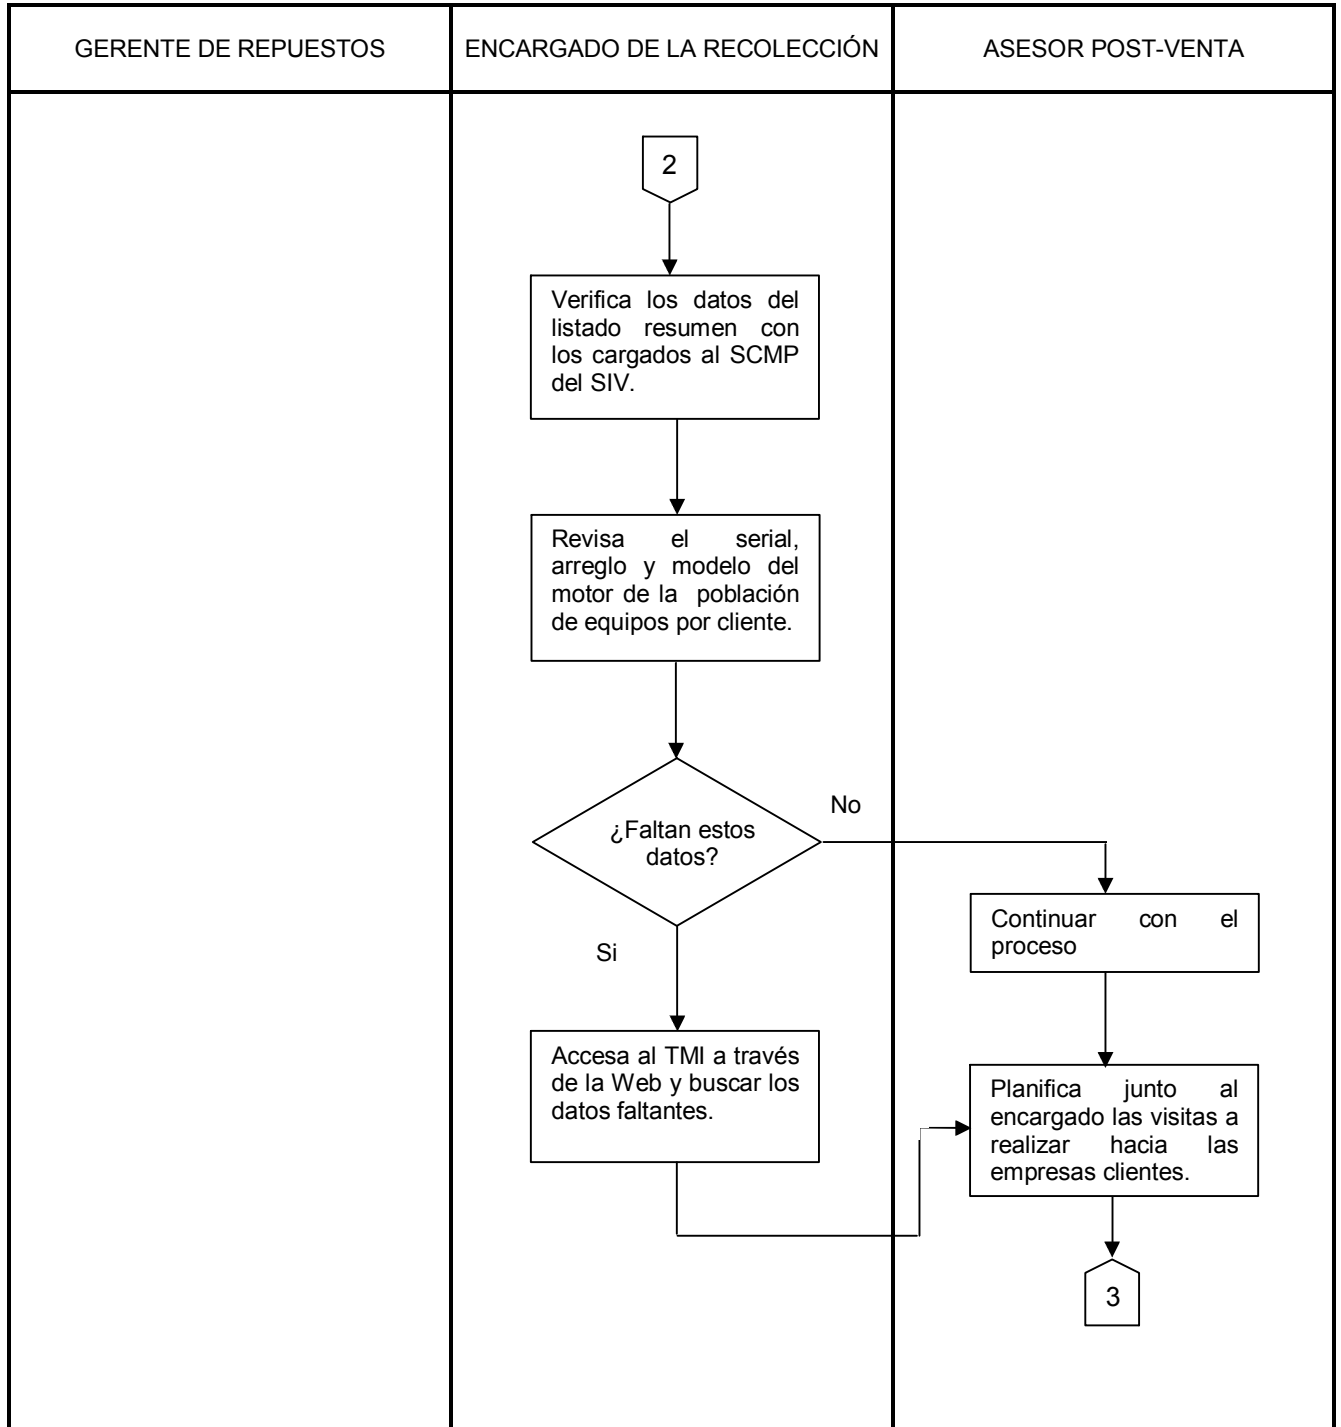 GERENTE DE REPUESTOS
ENCARGADO DE LA RECOLECCIÓN
ASESOR POST-VENTA
2
Verifica los datos del
listado resumen con
los cargados al SCMP
del SIV.
Revisa el serial,
arreglo y modelo del
motor de la población
de equipos por cliente.
¿Faltan estos
datos?
No
Si
Continuar con el
proceso
Accesa al TMI a través
de la Web y buscar los
datos faltantes.
Planifica junto al
encargado las visitas a
realizar hacia las
empresas clientes.
3